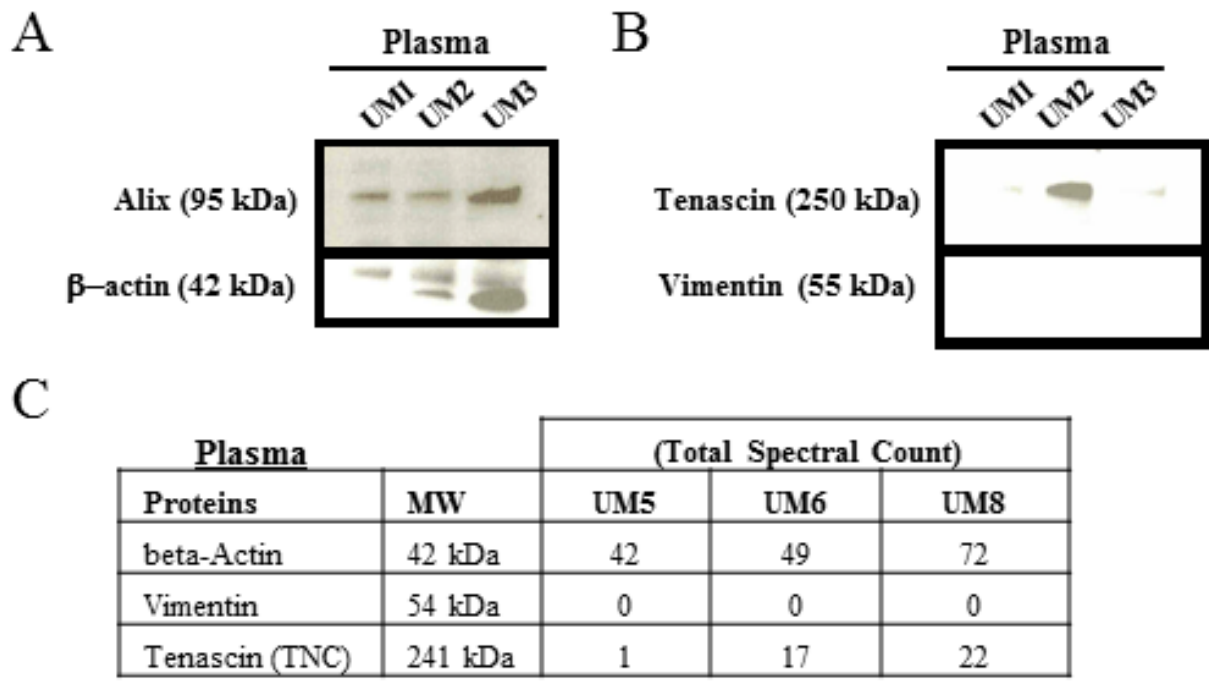 A
Plasma
UM1 UM2 UM3
Alix (95 kDa)
β–actin (42 kDa)
B
Plasma
UM1 UM2 UM3
Tenascin (250 kDa)
Vimentin (55 kDa)
C
Plasma (Total Spectral Count)
Proteins MW UM5 UM6 UM8
beta-Actin 42 kDa 42 49 72
Vimentin 54 kDa 0 0 0
Tenascin (TNC) 241 kDa 1 17 22